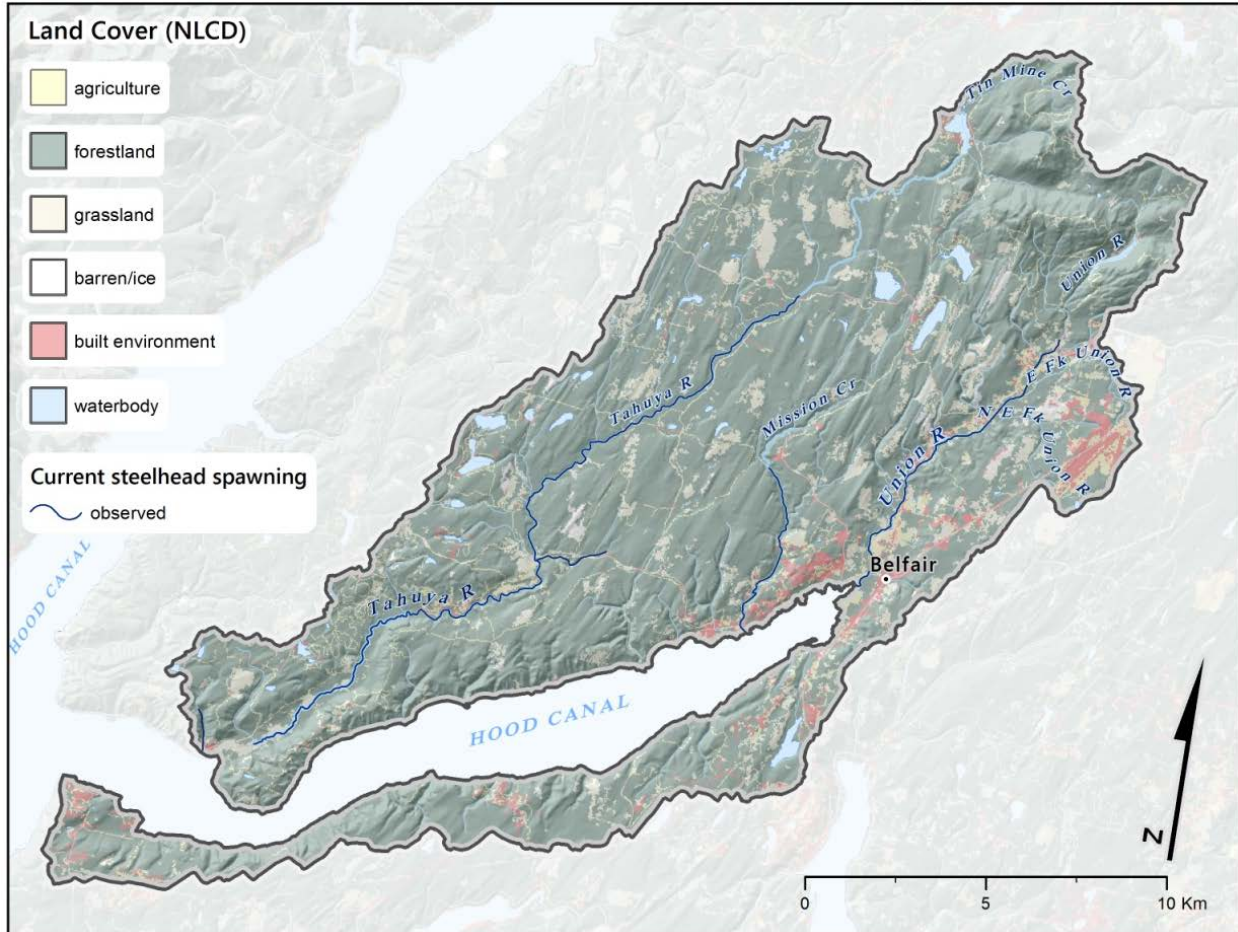 Land Cover (NLCD)
agriculture
forestland
grassland
barren/ice
built environment
waterbody
Current steelhead spawning
observed
Tin Mine Cr
Union R
E Fk Union R
N E Fk Union R
Tahuya R
Mission Cr
Union R
Belfair
Tahuya R
HOOD CANAL
HOOD CANAL
N
0 5 10 Km